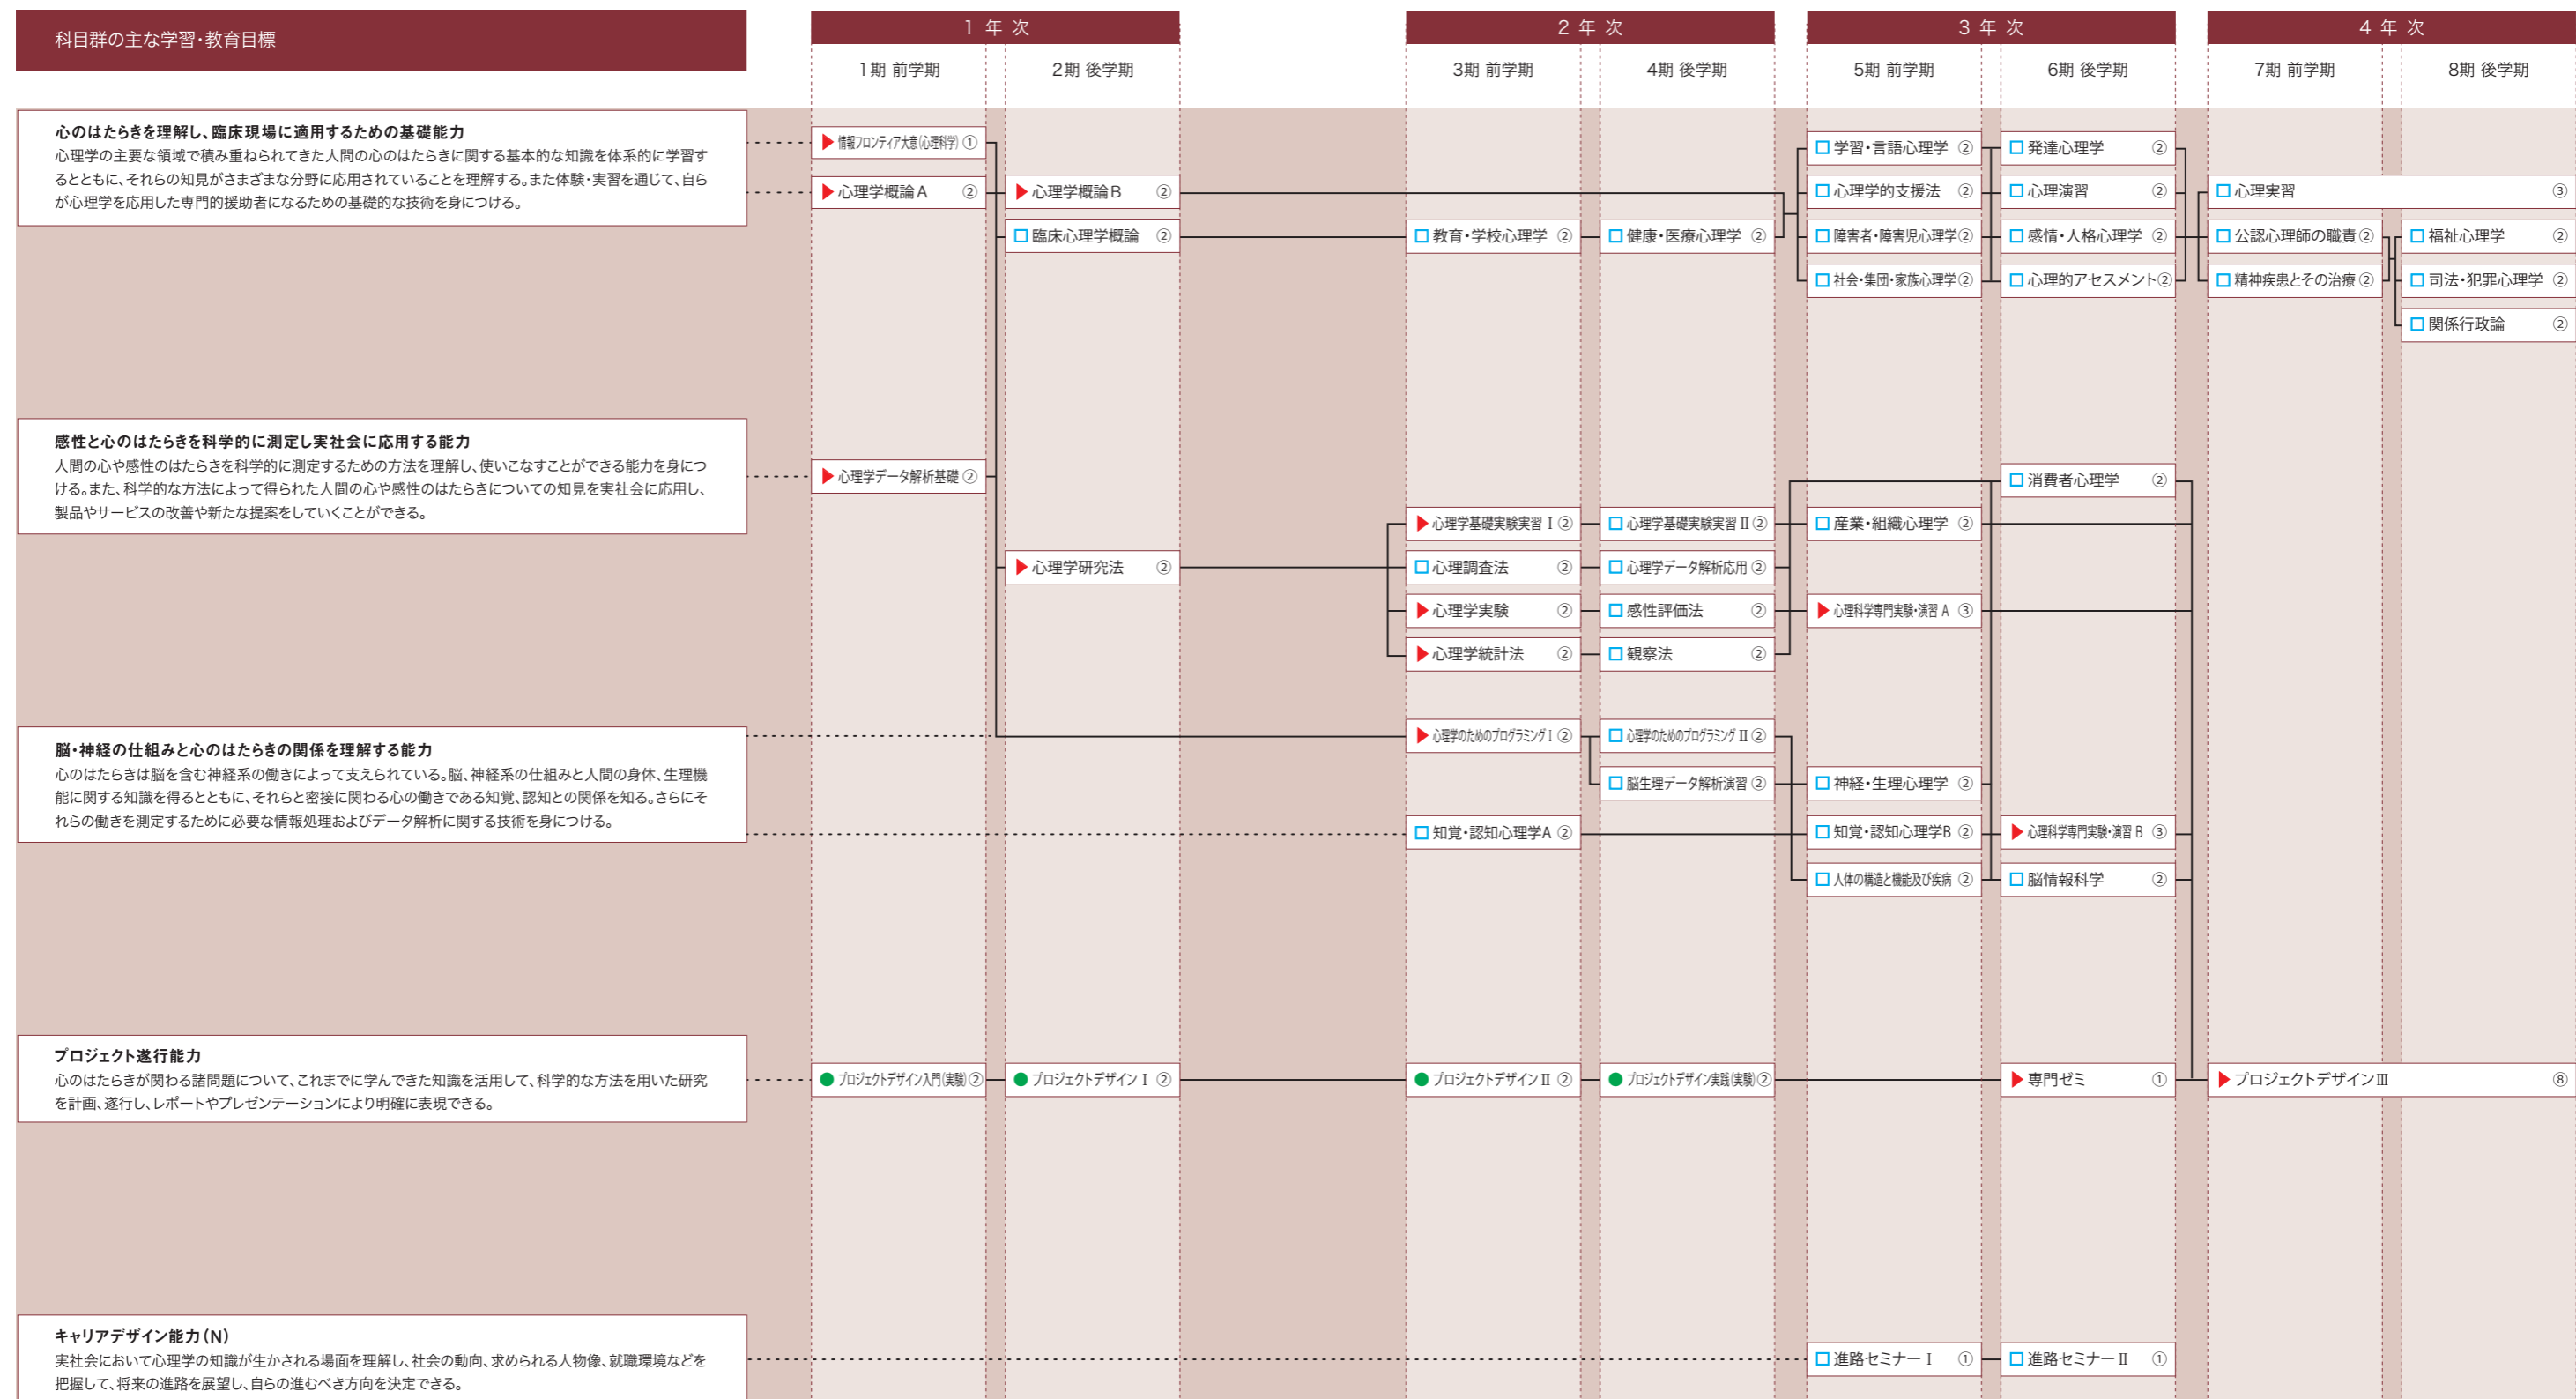 科目群の主な学習・教育目標
1 年 次
2 年 次
3 年 次
4 年 次
1期 前学期
2期 後学期
3期 前学期
4期 後学期
5期 前学期
6期 後学期
7期 前学期
8期 後学期
心のはたらきを理解し、臨床現場に適用するための基礎能力
心理学の主要な領域で積み重ねられてきた人間の心のはたらきに関する基本的な知識を体系的に学習す
るとともに、それらの知見がさまざまな分野に応用されていることを理解する。また体験・実習を通じて、自ら
が心理学を応用した専門的援助者になるための基礎的な技術を身につける。
▶情報フロンティア大意(心理科学) ①
□学習・言語心理学 ②
□発達心理学 ②
▶心理学概論A ②
▶心理学概論B ②
□心理学的支援法 ②
□心理演習 ②
□心理実習 ③
□臨床心理学概論 ②
□教育・学校心理学 ②
□健康・医療心理学 ②
□障害者・障害児心理学②
□感情・人格心理学 ②
□公認心理師の職責②
□福祉心理学 ②
□社会・集団・家族心理学②
□心理的アセスメント②
□精神疾患とその治療②
□司法・犯罪心理学 ②
□関係行政論 ②
感性と心のはたらきを科学的に測定し実社会に応用する能力
人間の心や感性のはたらきを科学的に測定するための方法を理解し、使いこなすことができる能力を身につ
ける。また、科学的な方法によって得られた人間の心や感性のはたらきについての知見を実社会に応用し、
製品やサービスの改善や新たな提案をしていくことができる。
▶心理学データ解析基礎 ②
□消費者心理学 ②
▶心理学基礎実験実習 Ⅰ ②
□心理学基礎実験実習 Ⅱ ②
□産業・組織心理学 ②
▶心理学研究法 ②
□心理調査法 ②
□心理学データ解析応用 ②
▶心理学実験 ②
□感性評価法 ②
▶心理科学専門実験・演習 A ③
▶心理学統計法 ②
□観察法 ②
脳・神経の仕組みと心のはたらきの関係を理解する能力
心のはたらきは脳を含む神経系の働きによって支えられている。脳、神経系の仕組みと人間の身体、生理機
能に関する知識を得るとともに、それらと密接に関わる心の働きである知覚、認知との関係を知る。さらにそ
れらの働きを測定するために必要な情報処理およびデータ解析に関する技術を身につける。
▶心理学のためのプログラミング Ⅰ ②
□心理学のためのプログラミング Ⅱ ②
□脳生理データ解析演習 ②
□神経・生理心理学 ②
□知覚・認知心理学A ②
□知覚・認知心理学B ②
▶心理科学専門実験・演習 B ③
□人体の構造と機能及び疾病 ②
□脳情報科学 ②
プロジェクト遂行能力
心のはたらきが関わる諸問題について、これまでに学んできた知識を活用して、科学的な方法を用いた研究
を計画、遂行し、レポートやプレゼンテーションにより明確に表現できる。
●プロジェクトデザイン入門(実験)②
●プロジェクトデザイン Ⅰ ②
●プロジェクトデザイン Ⅱ ②
●プロジェクトデザイン実践(実験)②
▶専門ゼミ ①
▶プロジェクトデザイン Ⅲ ⑧
キャリアデザイン能力(N)
実社会において心理学の知識が生かされる場面を理解し、社会の動向、求められる人物像、就職環境などを
把握して、将来の進路を展望し、自らの進むべき方向を決定できる。
□進路セミナー Ⅰ ①
□進路セミナー Ⅱ ①